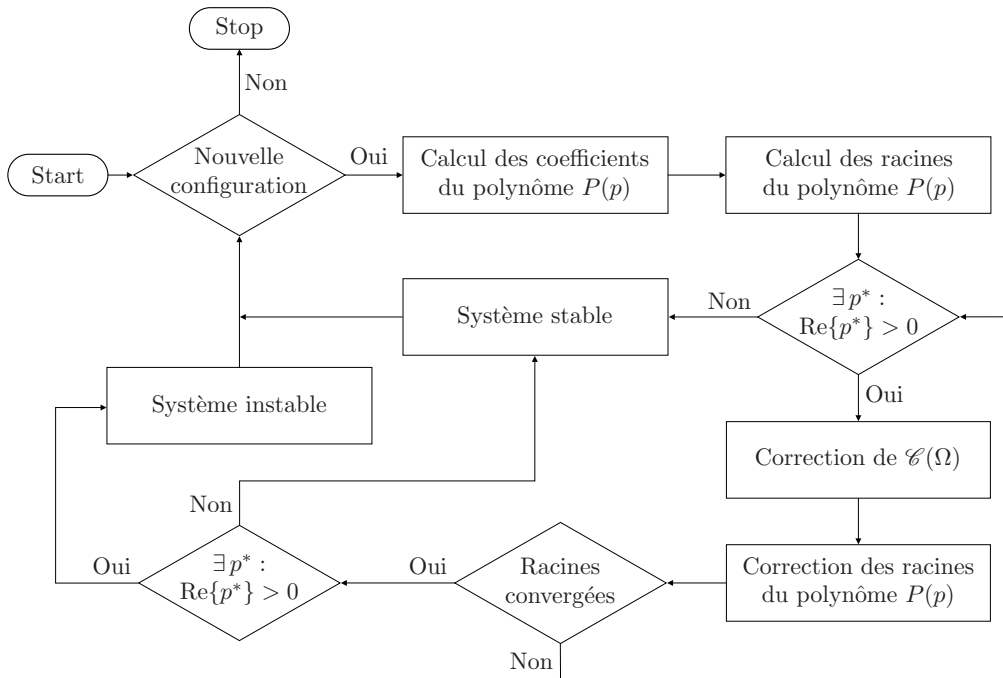 Stop
Non
Start
Nouvelle
configuration
Oui
Calcul des coefficients
du polynôme P(p)
Calcul des racines
du polynôme P(p)
∃ p* :
Re{p*} > 0
Non
Système stable
Système instable
Oui
Correction de 𝒞(Ω)
Non
∃ p* :
Re{p*} > 0
Oui
Oui
Racines
convergées
Correction des racines
du polynôme P(p)
Non